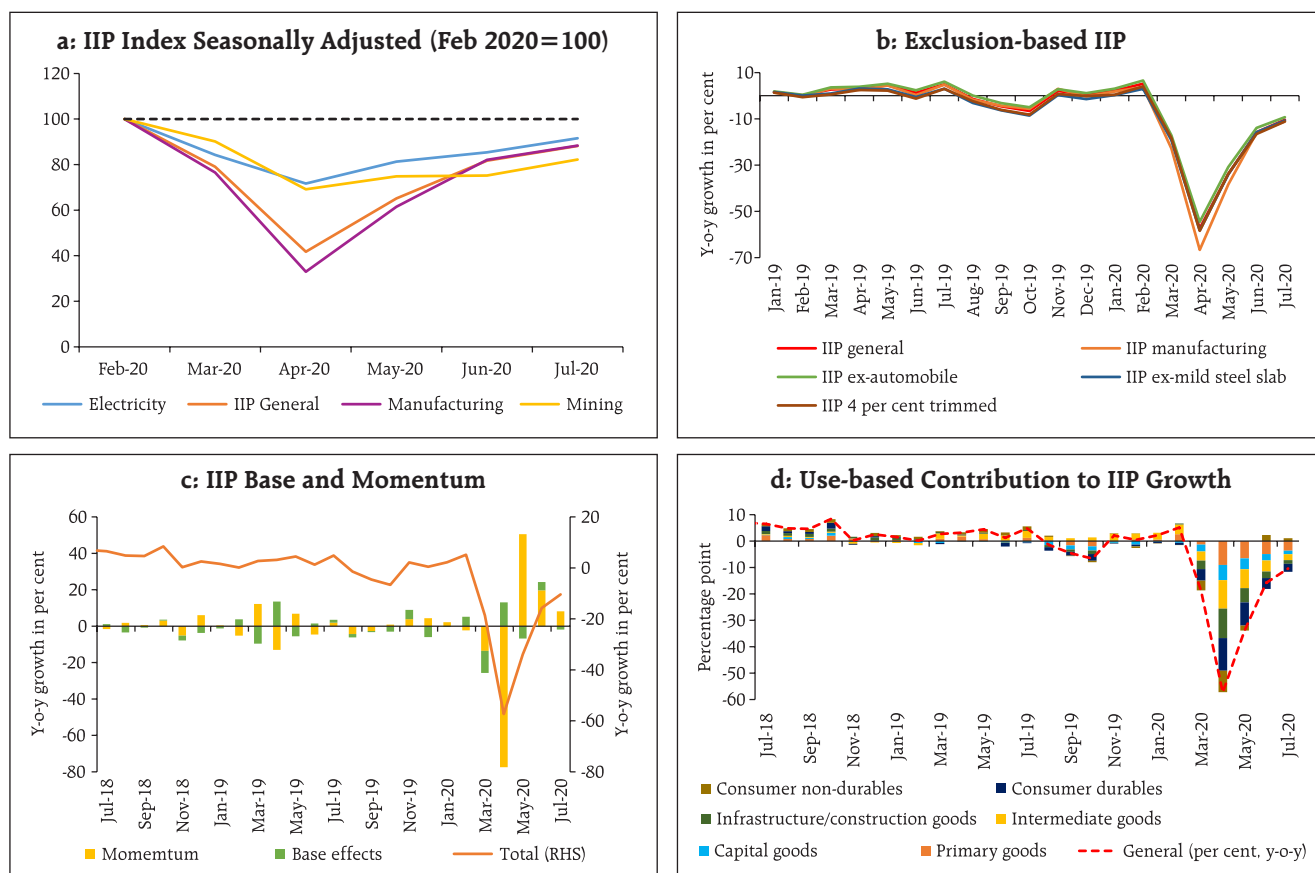 a: IIP Index Seasonally Adjusted (Feb 2020=100)
120
100
80
60
40
20
0
Feb-20 Mar-20 Apr-20 May-20 Jun-20 Jul-20
Electricity IIP General Manufacturing Mining
b: Exclusion-based IIP
Y-o-y growth in per cent
10
-10
-30
-50
-70
Jan-19 Feb-19 Mar-19 Apr-19 May-19 Jun-19 Jul-19 Aug-19 Sep-19 Oct-19 Nov-19 Dec-19 Jan-20 Feb-20 Mar-20 Apr-20 May-20 Jun-20 Jul-20
IIP general IIP manufacturing
IIP ex-automobile IIP ex-mild steel slab
IIP 4 per cent trimmed
c: IIP Base and Momentum
Y-o-y growth in per cent
60
40
20
0
-20
-40
-60
-80
20
0
-20
-40
-60
-80
Y-o-y growth in per cent
Jul-18 Sep-18 Nov-18 Jan-19 Mar-19 May-19 Jul-19 Sep-19 Nov-19 Jan-20 Mar-20 May-20 Jul-20
Momemtum Base effects Total (RHS)
d: Use-based Contribution to IIP Growth
Percentage point
10
0
-10
-20
-30
-40
-50
-60
Jul-18 Sep-18 Nov-18 Jan-19 Mar-19 May-19 Jul-19 Sep-19 Nov-19 Jan-20 Mar-20 May-20 Jul-20
Consumer non-durables Consumer durables
Infrastructure/construction goods Intermediate goods
Capital goods Primary goods General (per cent, y-o-y)